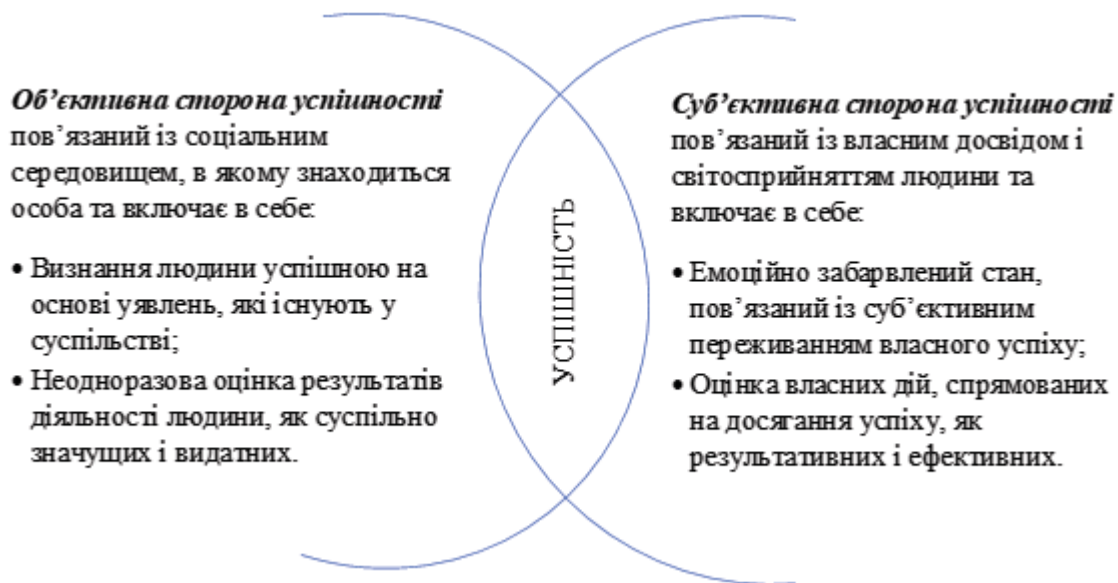 Об’єктивна сторона успішності
пов’язаний із соціальним
середовищем, в якому знаходиться
особа та включає в себе:
• Визнання людини успішною на
основі уявлень, які існують у
суспільстві;
• Неодноразова оцінка результатів
діяльності людини, як суспільно
значущих і видатних.
УСПІШНІСТЬ
Суб’єктивна сторона успішності
пов’язаний із власним досвідом і
світосприйняттям людини та
включає в себе:
• Емоційно забарвлений стан,
пов’язаний із суб’єктивним
переживанням власного успіху;
• Оцінка власних дій, спрямованих
на досягання успіху, як
результативних і ефективних.